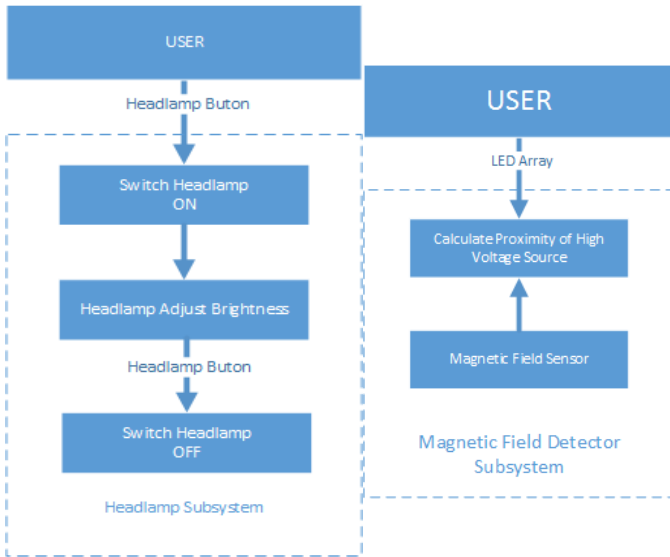 USER
Headlamp Buton
Switch Headlamp
ON
Headlamp Adjust Brightness
Headlamp Buton
Switch Headlamp
OFF
Headlamp Subsystem
USER
LED Array
Calculate Proximity of High
Voltage Source
Magnetic Field Sensor
Magnetic Field Detector
Subsystem